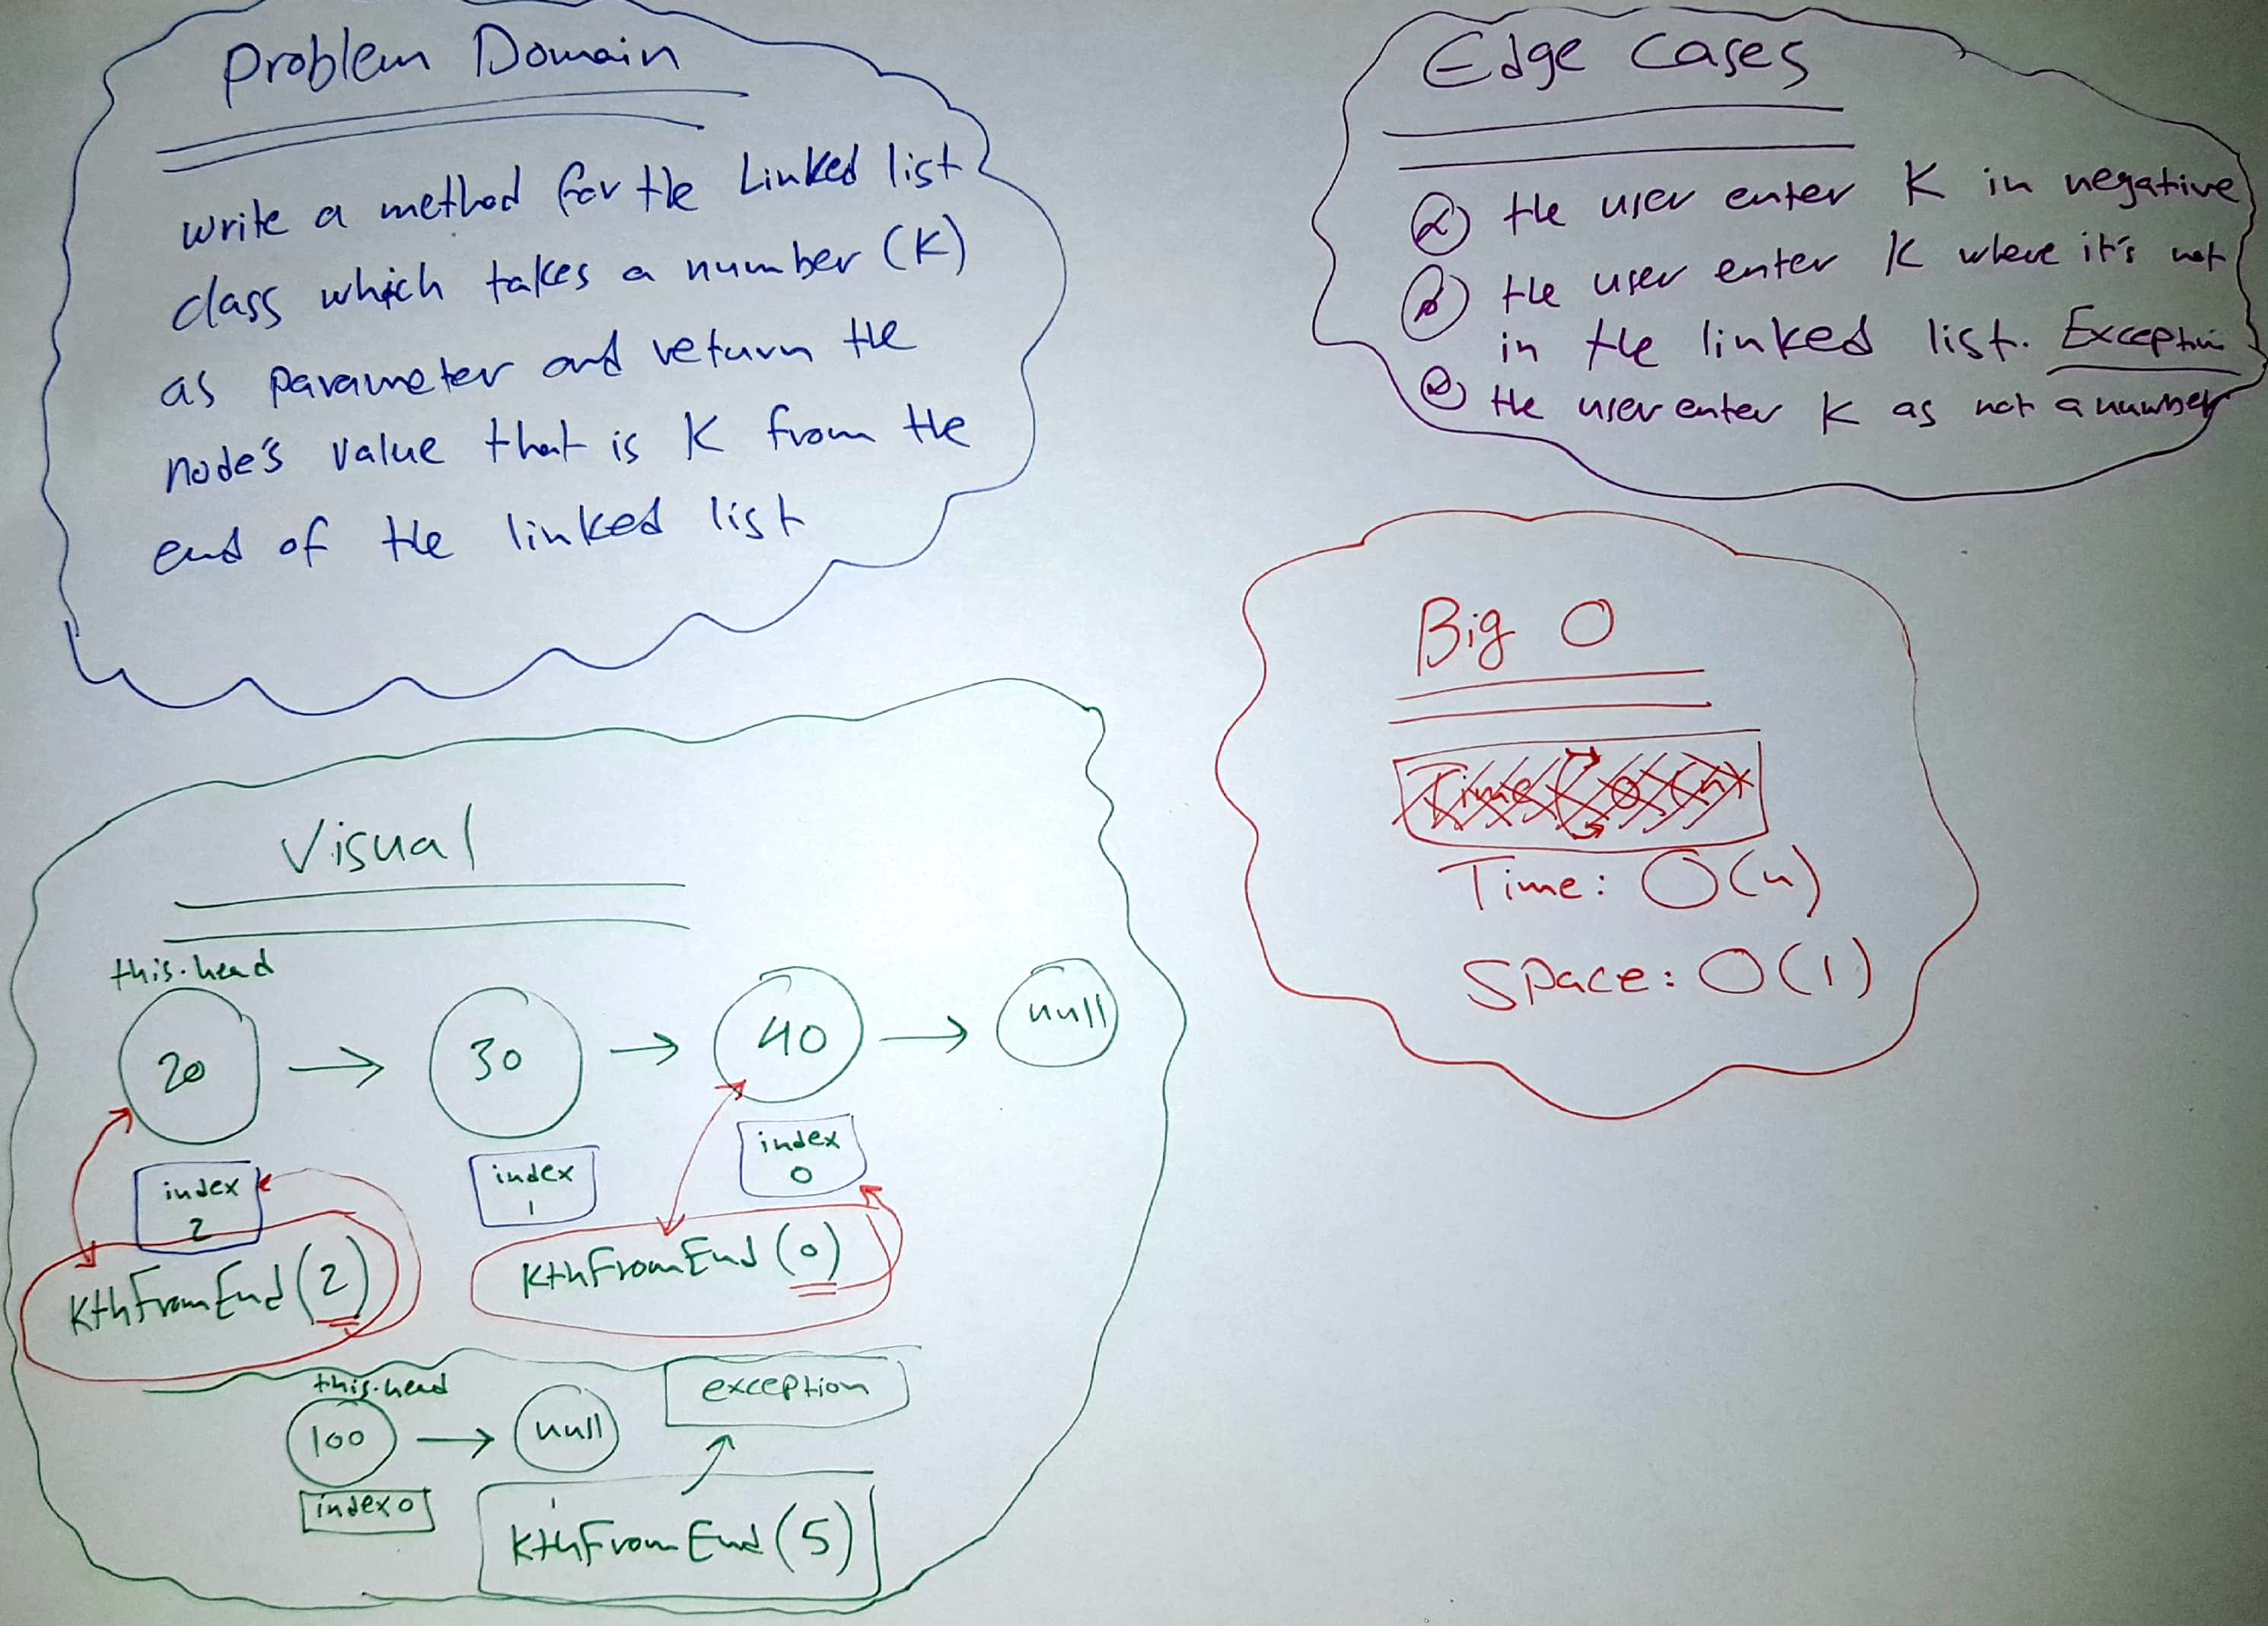 Problem Domain
write a method for the Linked list
class which takes a number (K)
as parameter and return the
node's value that is K from the
end of the linked list
Edge Cases
the user enter K in negative
the user enter K where it's not
in the linked list. Exception
the user enter K as not a number
Big O
Time: O(n)
Space: O(1)
Visual
this.head
20 → 30 → 40 → null
index 2
index 1
index 0
KthFromEnd(2)
KthFromEnd(0)
this.head
exception
100 → null
index 0
KthFromEnd(5)